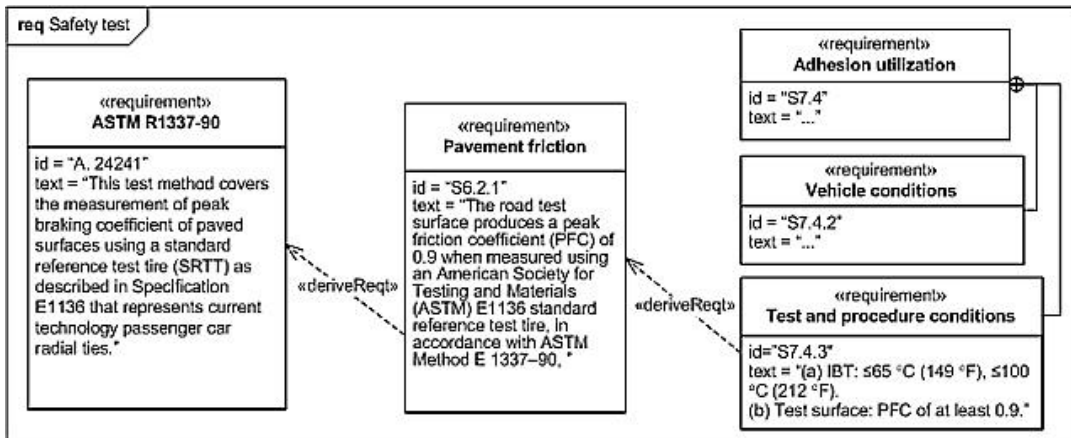 req Safety test
«requirement»
ASTM R1337-90
id = "A. 24241"
text = "This test method covers
the measurement of peak
braking coefficient of paved
surfaces using a standard
reference test tire (SRTT) as
described in Specification
E1136 that represents current
technology passenger car
radial ties."
«deriveReqt»
«requirement»
Pavement friction
id = "S6.2.1"
text = "The road test
surface produces a peak
friction coefficient (PFC) of
0.9 when measured using
an American Society for
Testing and Materials
(ASTM) E1136 standard
reference test tire, in
accordance with ASTM
Method E 1337–90, "
«deriveReqt»
«requirement»
Adhesion utilization
id = "S7.4"
text = "..."
«requirement»
Vehicle conditions
id = "S7.4.2"
text = "..."
«requirement»
Test and procedure conditions
id="S7.4.3"
text = "(a) IBT: ≤65 °C (149 °F), ≤100
°C (212 °F).
(b) Test surface: PFC of at least 0.9."